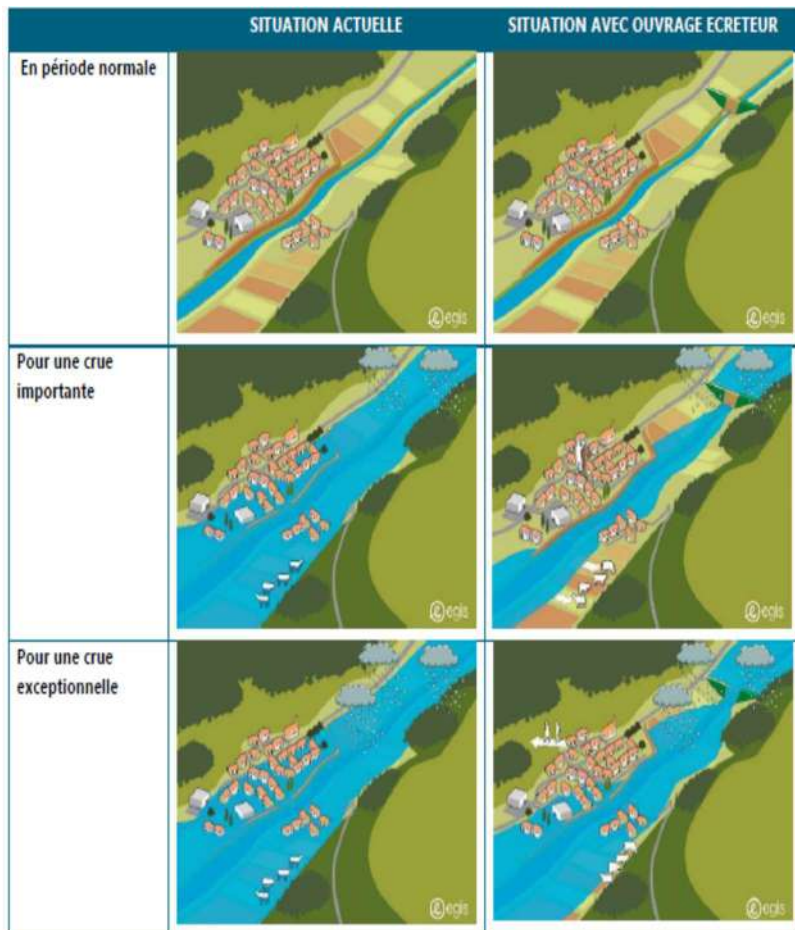 SITUATION ACTUELLE
SITUATION AVEC OUVRAGE ECRETEUR
En période normale
egis
egis
Pour une crue
importante
egis
egis
Pour une crue
exceptionnelle
egis
egis